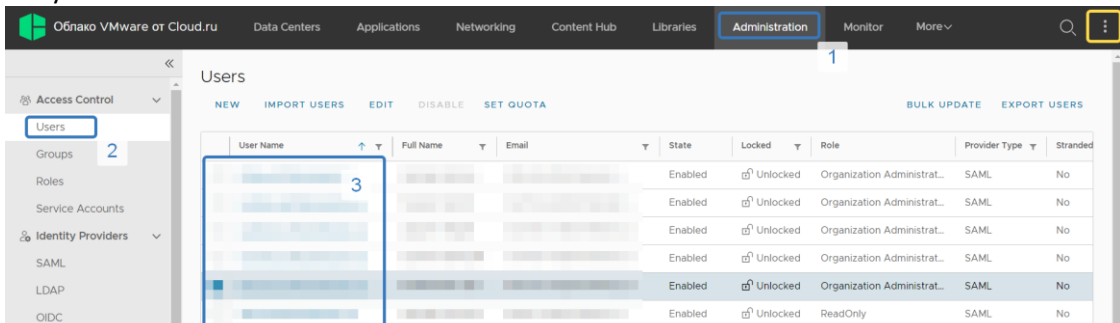 Облако VMware от Cloud.ru Data Centers Applications Networking Content Hub Libraries Administration Monitor More
1
Users
NEW IMPORT USERS EDIT DISABLE SET QUOTA BULK UPDATE EXPORT USERS
Access Control
Users
2
Groups
Roles
Service Accounts
Identity Providers
SAML
LDAP
OIDC
User Name Full Name Email State Locked Role Provider Type Stranded
3
Enabled Unlocked Organization Administrat... SAML No
Enabled Unlocked Organization Administrat... SAML No
Enabled Unlocked Organization Administrat... SAML No
Enabled Unlocked Organization Administrat... SAML No
Enabled Unlocked Organization Administrat... SAML No
Enabled Unlocked ReadOnly SAML No